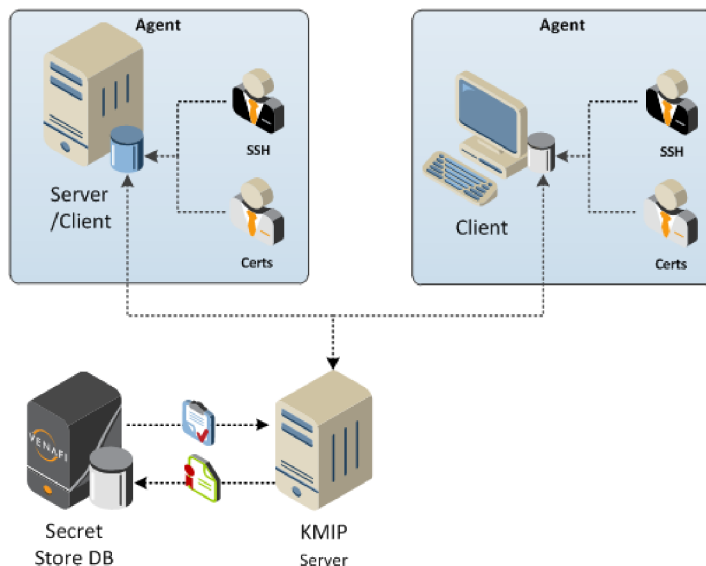 Agent
SSH
Server
/Client
Certs
Agent
SSH
Client
Certs
VENAFI
Secret
Store DB
KMIP
Server